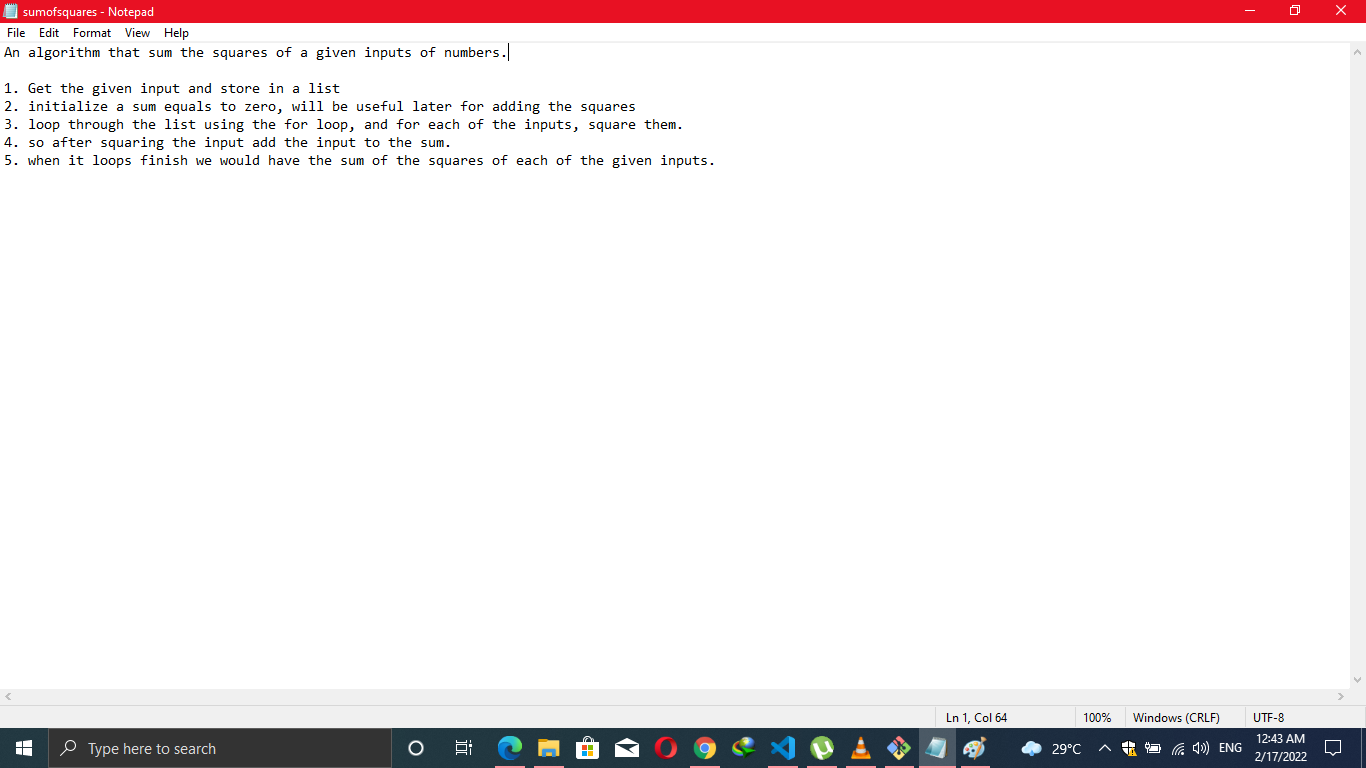 sumofsquares - Notepad
File Edit Format View Help
An algorithm that sum the squares of a given inputs of numbers.
1. Get the given input and store in a list
2. initialize a sum equals to zero, will be useful later for adding the squares
3. loop through the list using the for loop, and for each of the inputs, square them.
4. so after squaring the input add the input to the sum.
5. when it loops finish we would have the sum of the squares of each of the given inputs.
Ln 1, Col 64 100% Windows (CRLF) UTF-8
Type here to search 29°C ENG 12:43 AM
2/17/2022